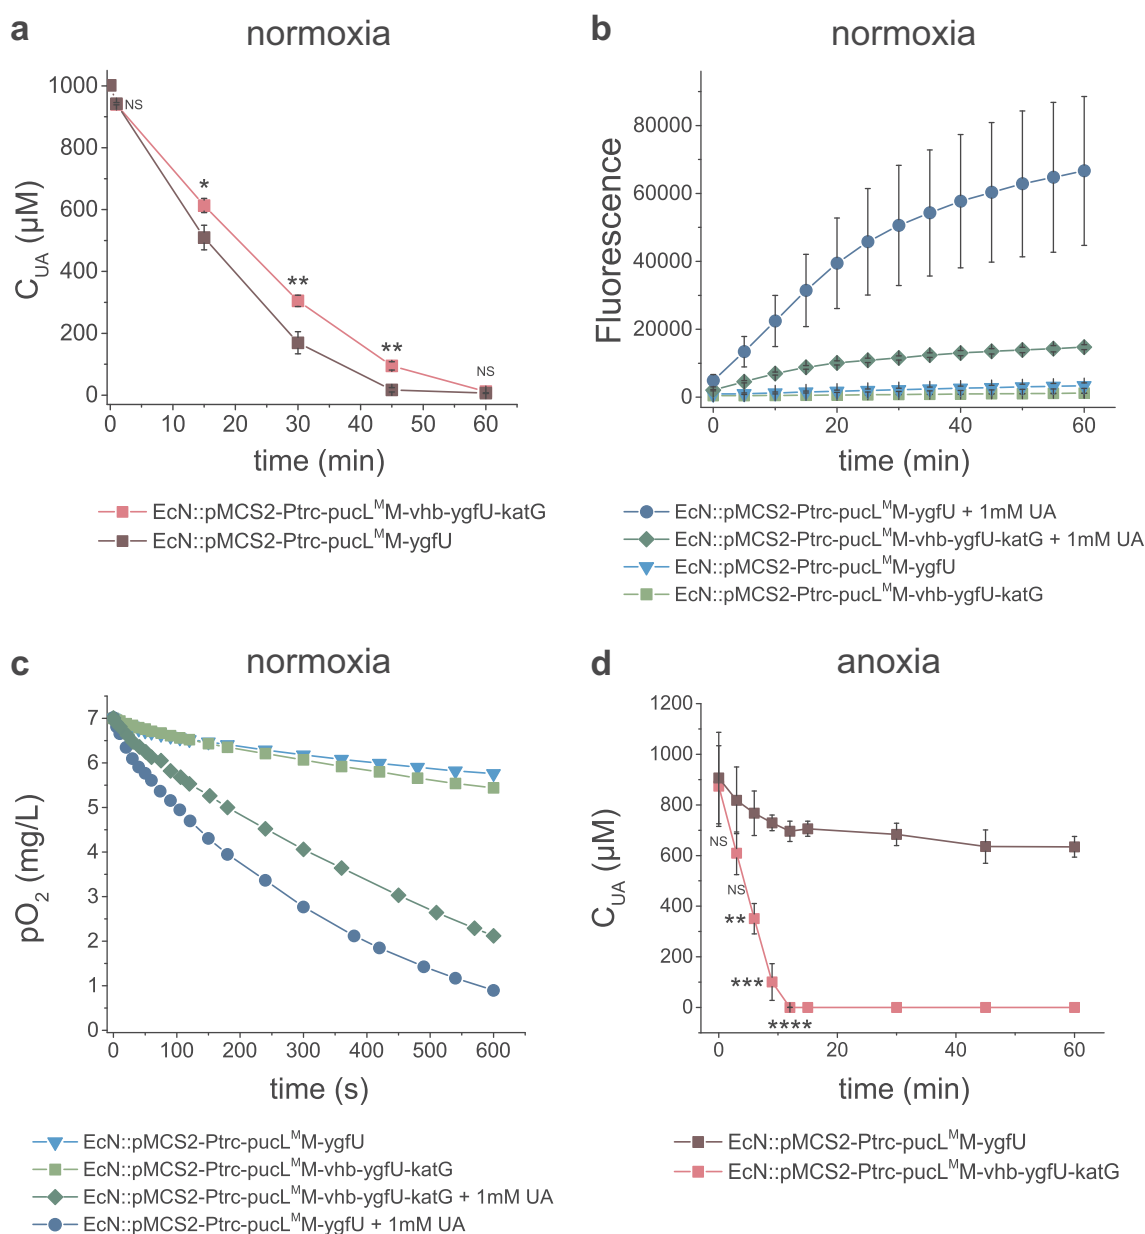 a
normoxia
1000
800
600
400
200
0
C_UA (µM)
NS
*
**
**
NS
0 10 20 30 40 50 60
time (min)
EcN::pMCS2-Ptrc-pucL^M M-vhb-ygfU-katG
EcN::pMCS2-Ptrc-pucL^M M-ygfU
b
normoxia
80000
60000
40000
20000
0
Fluorescence
0 20 40 60
time (min)
EcN::pMCS2-Ptrc-pucL^M M-ygfU + 1mM UA
EcN::pMCS2-Ptrc-pucL^M M-vhb-ygfU-katG + 1mM UA
EcN::pMCS2-Ptrc-pucL^M M-ygfU
EcN::pMCS2-Ptrc-pucL^M M-vhb-ygfU-katG
c
normoxia
7
6
5
4
3
2
1
0
pO₂ (mg/L)
0 100 200 300 400 500 600
time (s)
EcN::pMCS2-Ptrc-pucL^M M-ygfU
EcN::pMCS2-Ptrc-pucL^M M-vhb-ygfU-katG
EcN::pMCS2-Ptrc-pucL^M M-vhb-ygfU-katG + 1mM UA
EcN::pMCS2-Ptrc-pucL^M M-ygfU + 1mM UA
d
anoxia
1200
1000
800
600
400
200
0
C_UA (µM)
NS
NS
**
***
****
0 20 40 60
time (min)
EcN::pMCS2-Ptrc-pucL^M M-ygfU
EcN::pMCS2-Ptrc-pucL^M M-vhb-ygfU-katG